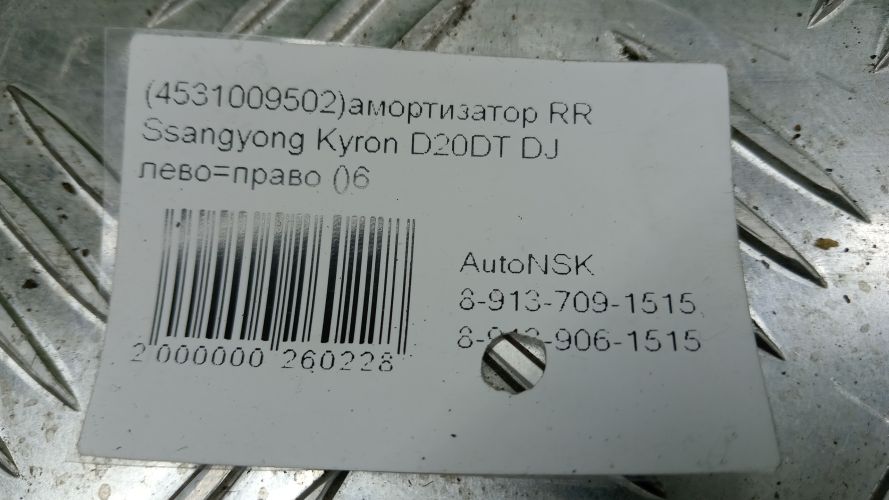 (4531009502)амортизатор RR
Ssangyong Kyron D20DT DJ
лево=право ()6
2 000000 260228
AutoNSK
8-913-709-1515
906-1515